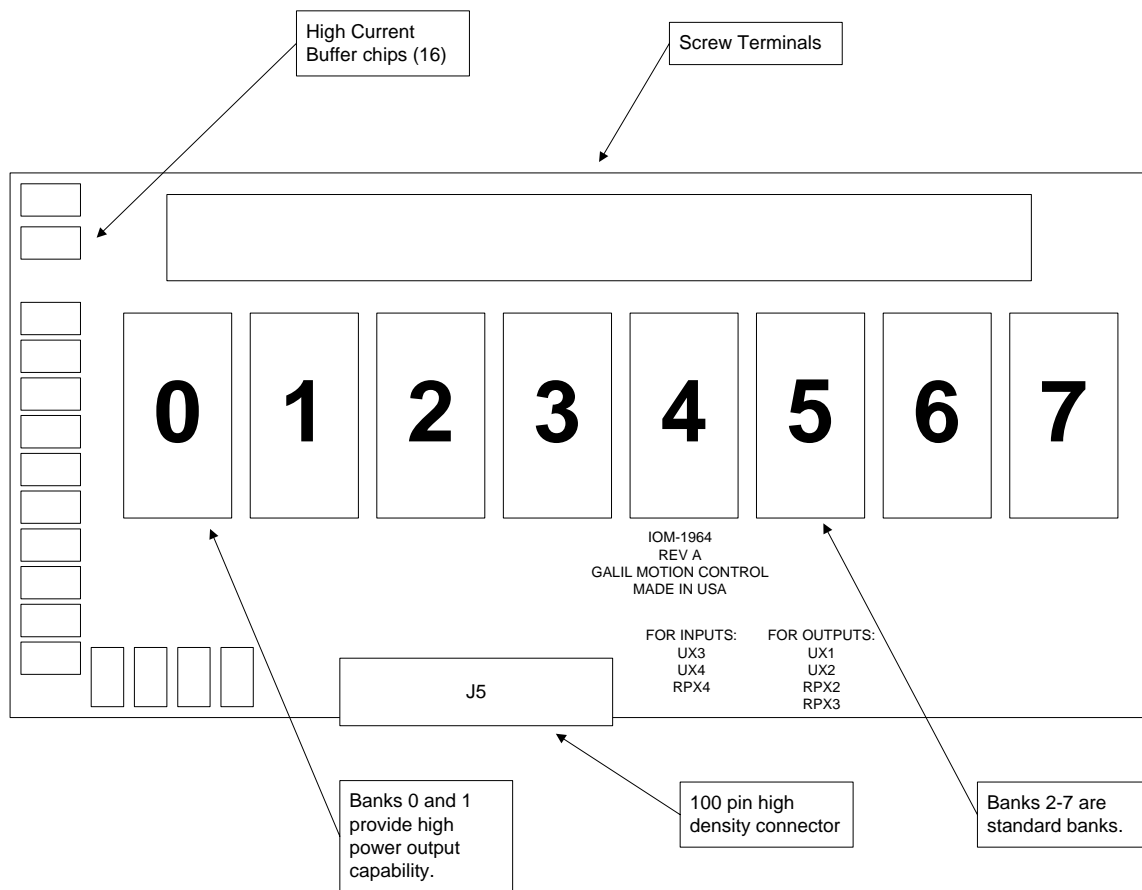 High Current
Buffer chips (16)
Screw Terminals
0 1 2 3 4 5 6 7
IOM-1964
REV A
GALIL MOTION CONTROL
MADE IN USA
FOR INPUTS:
UX3
UX4
RPX4
FOR OUTPUTS:
UX1
UX2
RPX2
RPX3
J5
Banks 0 and 1
provide high
power output
capability.
100 pin high
density connector
Banks 2-7 are
standard banks.